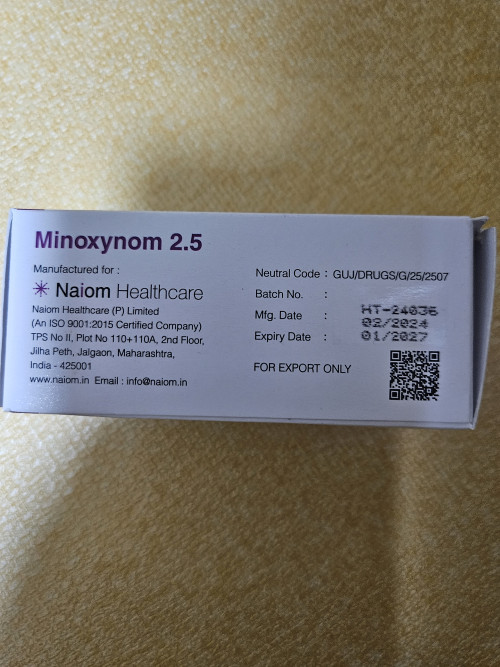 Minoxynom 2.5
Manufactured for :
Naiom Healthcare
Naiom Healthcare (P) Limited
(An ISO 9001:2015 Certified Company)
TPS No II, Plot No 110+110A, 2nd Floor,
Jilha Peth, Jalgaon, Maharashtra,
India - 425001
www.naiom.in Email : info@naiom.in
Neutral Code : GUJ/DRUGS/G/25/2507
Batch No. :
HT-24036
Mfg. Date :
02/2024
Expiry Date :
01/2027
FOR EXPORT ONLY